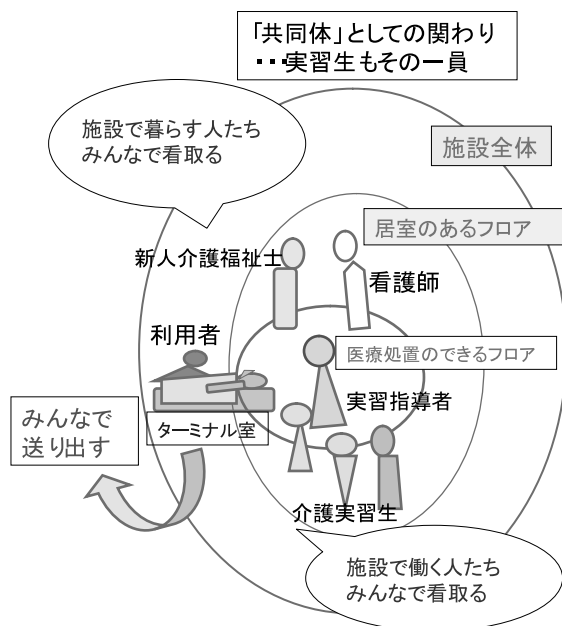 「共同体」としての関わり
･･･実習生もその一員
施設で暮らす人たち
みんなで看取る
施設全体
居室のあるフロア
新人介護福祉士
看護師
利用者
医療処置のできるフロア
実習指導者
みんなで
送り出す
ターミナル室
介護実習生
施設で働く人たち
みんなで看取る